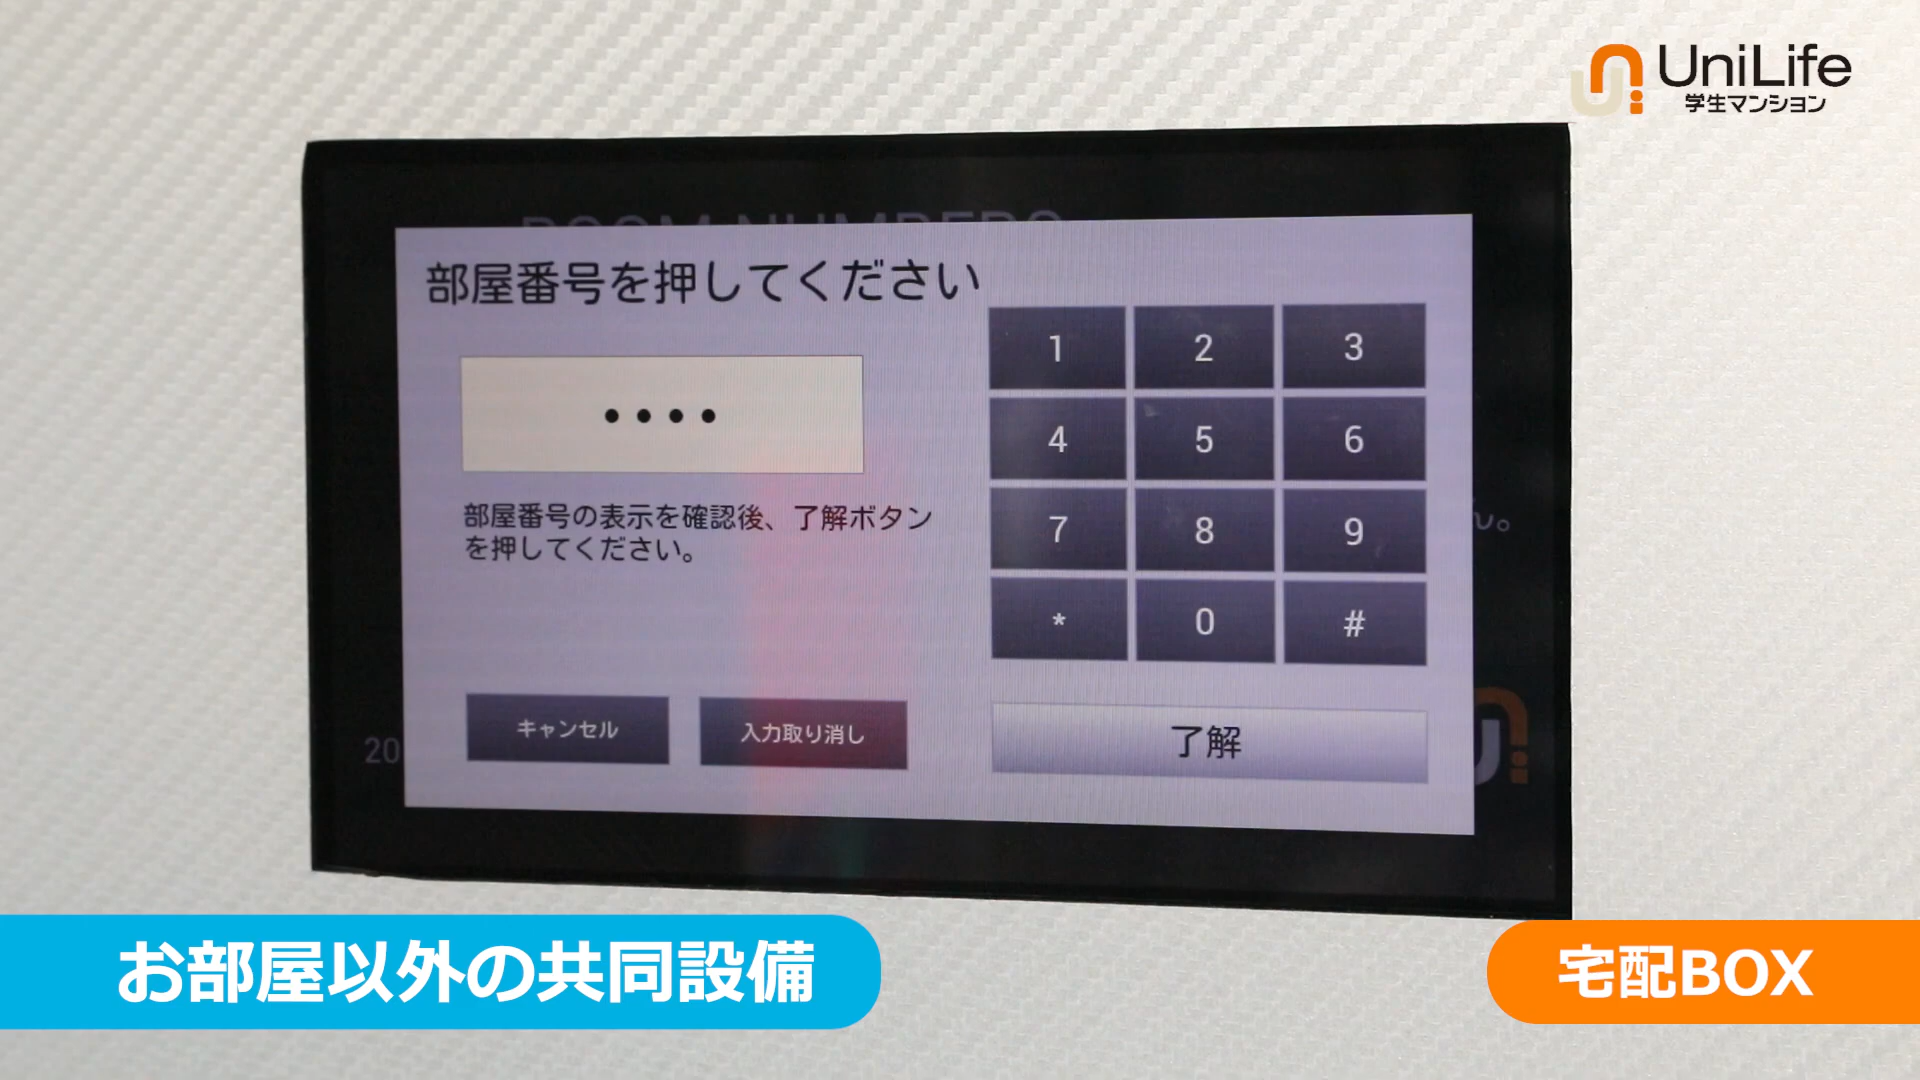 UniLife
学生マンション
ROOM NUMBERS
部屋番号を押してください
••••
部屋番号の表示を確認後、了解ボタン
を押してください。
1 2 3
4 5 6
7 8 9
* 0 #
キャンセル
入力取り消し
了解
ん。
20
お部屋以外の共同設備
宅配BOX